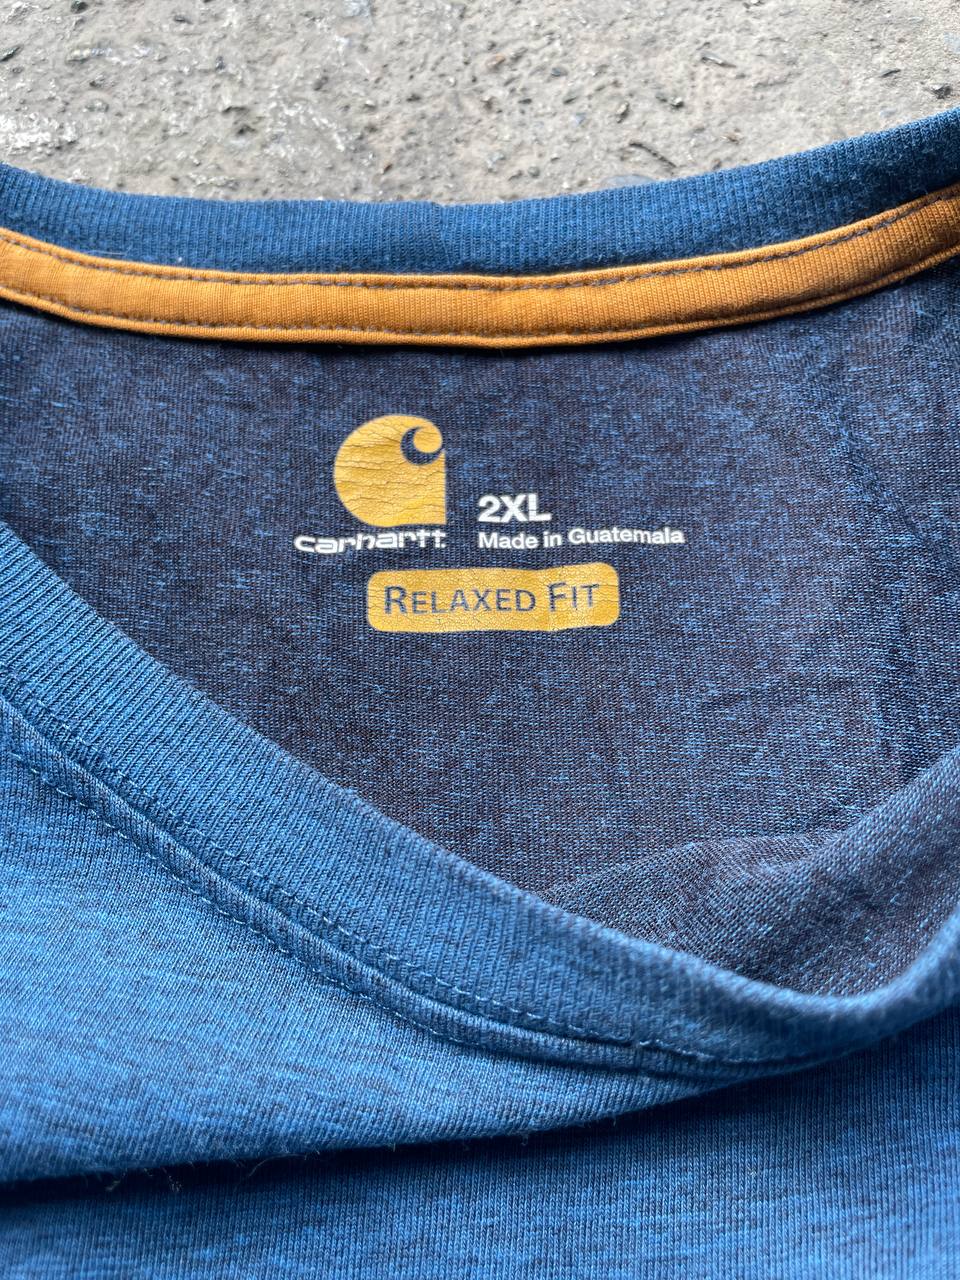 carhartt
2XL
Made in Guatemala
RELAXED FIT